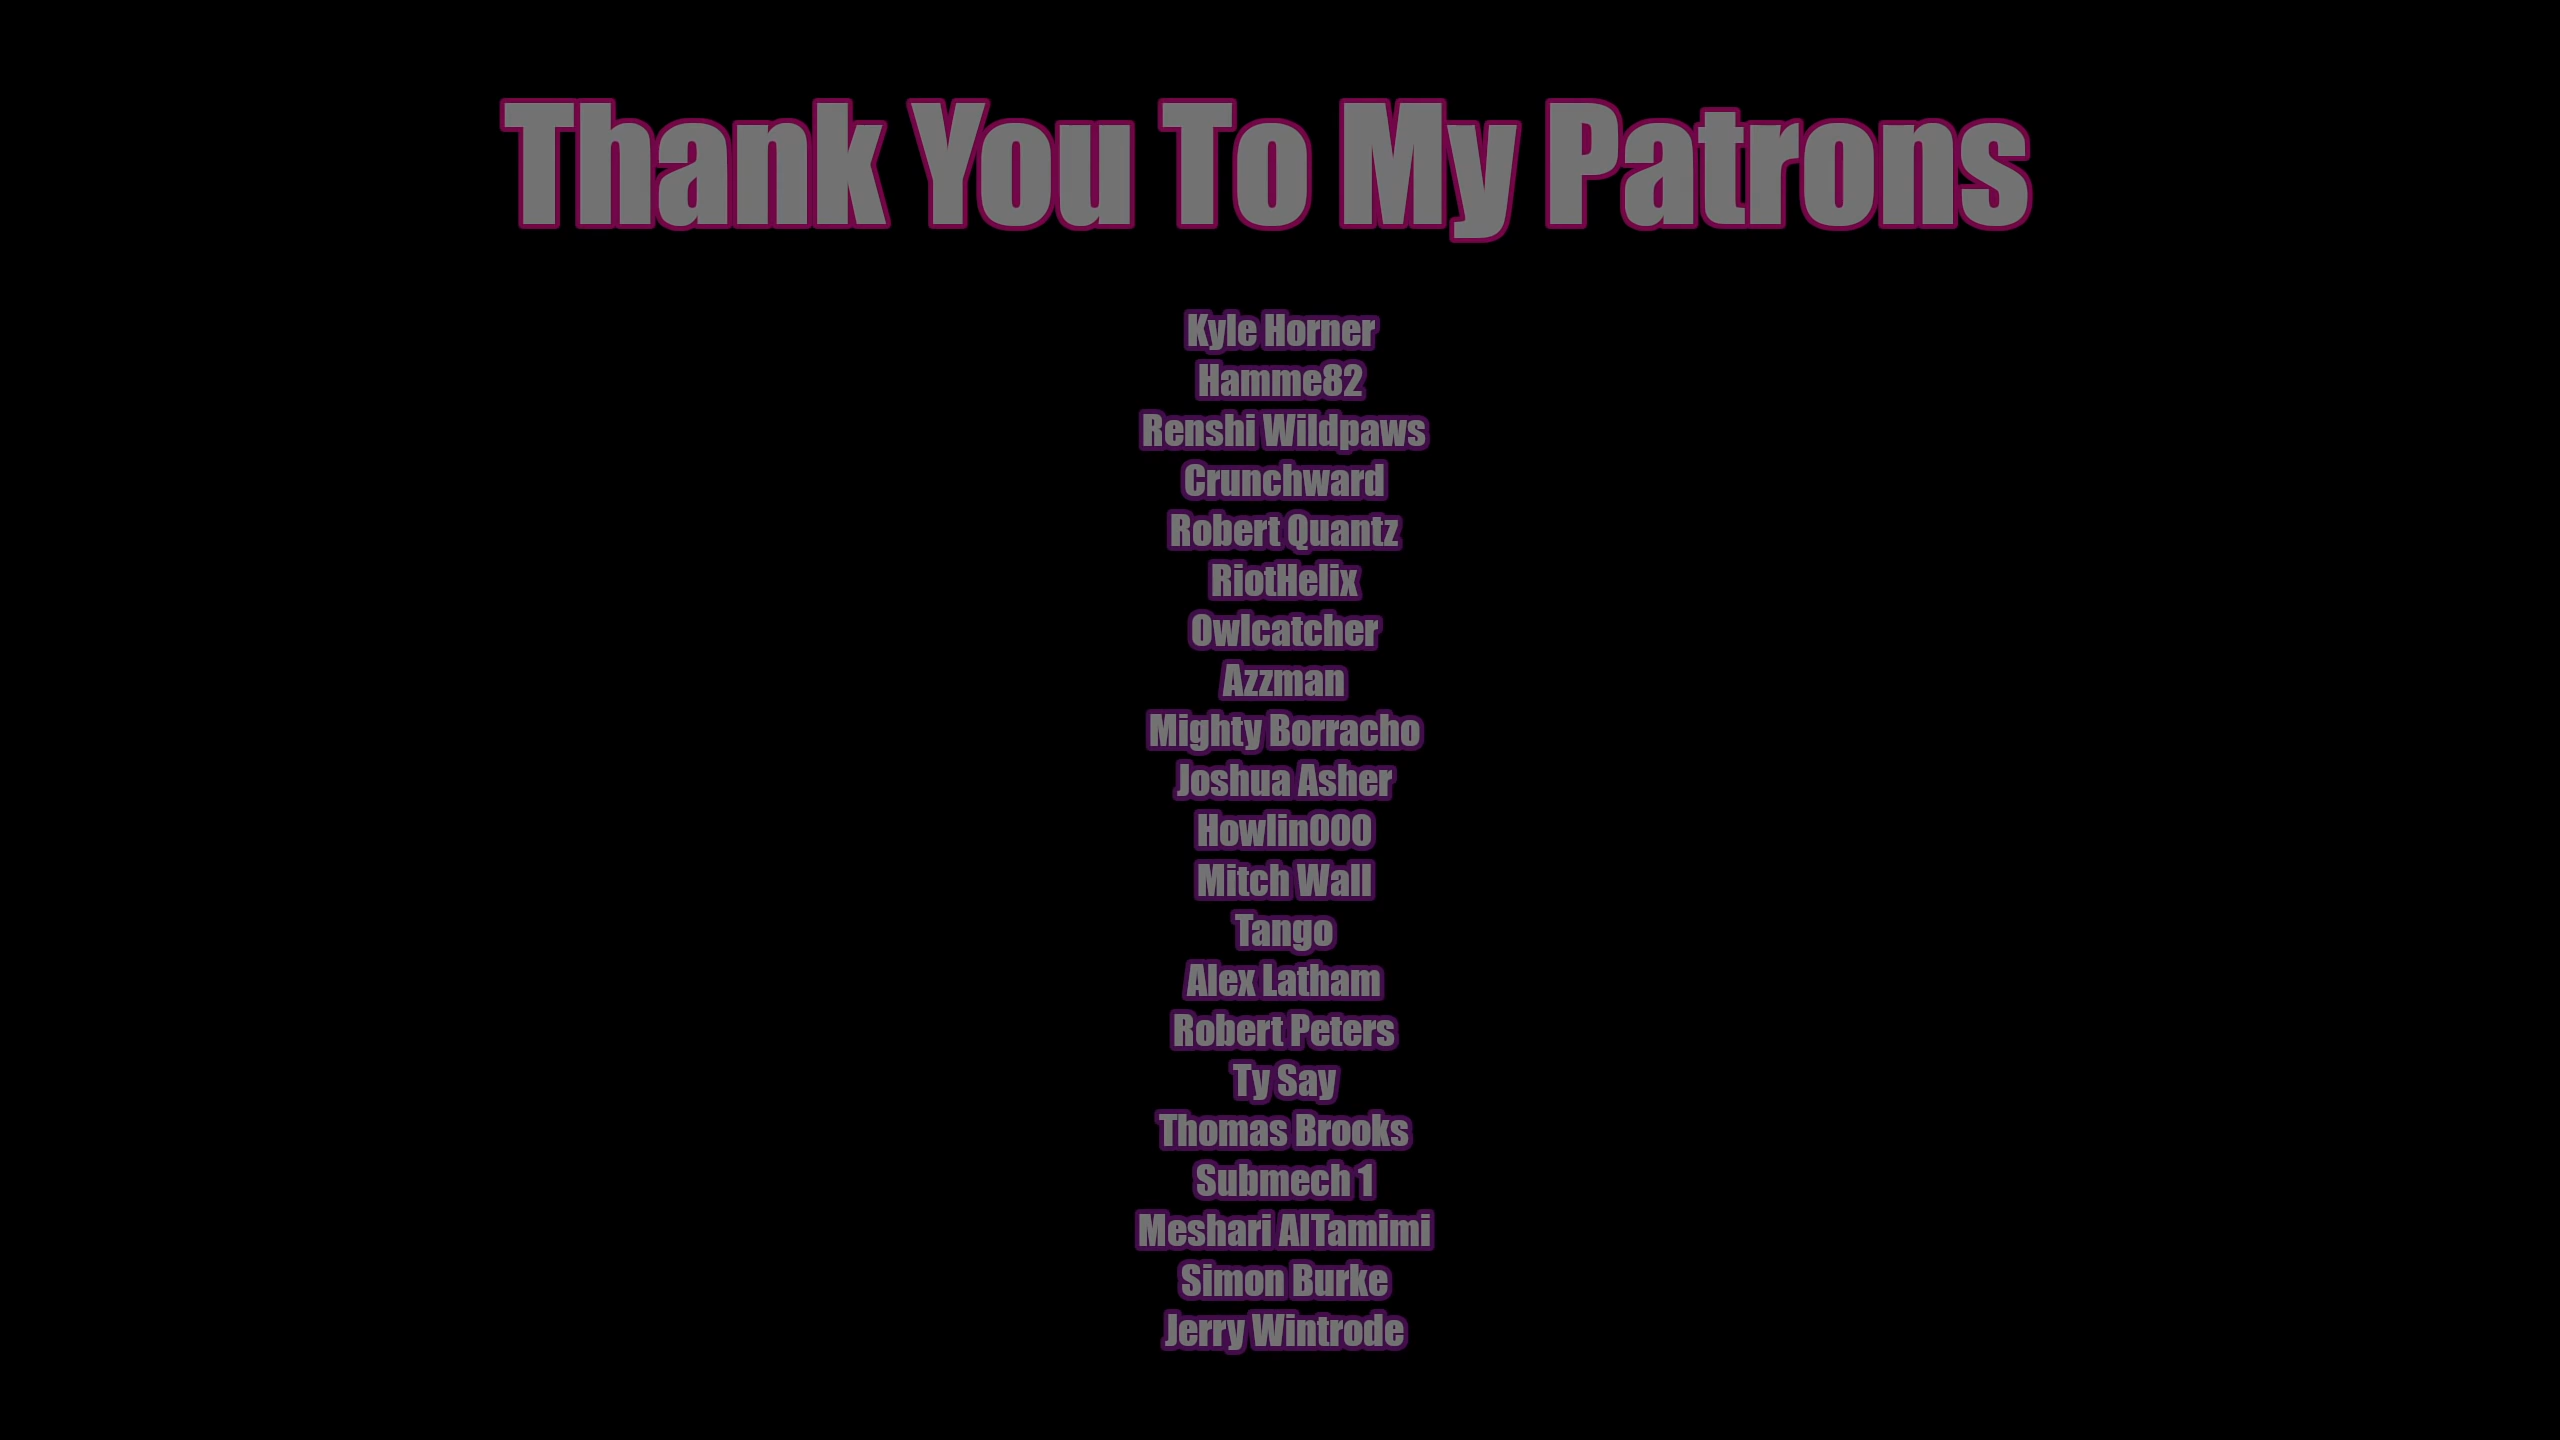 Thank You To My Patrons
Kyle Horner
Hamme82
Renshi Wildpaws
Crunchward
Robert Quantz
RiotHelix
Owlcatcher
Azzman
Mighty Borracho
Joshua Asher
Howlin000
Mitch Wall
Tango
Alex Latham
Robert Peters
Ty Say
Thomas Brooks
Submech 1
Meshari AlTamimi
Simon Burke
Jerry Wintrode